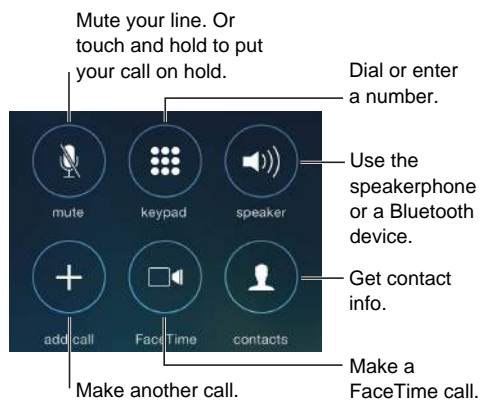 Mute your line. Or
touch and hold to put
your call on hold.
Dial or enter
a number.
mute
keypad
speaker
Use the
speakerphone
or a Bluetooth
device.
add call
FaceTime
contacts
Get contact
info.
Make another call.
Make a
FaceTime call.